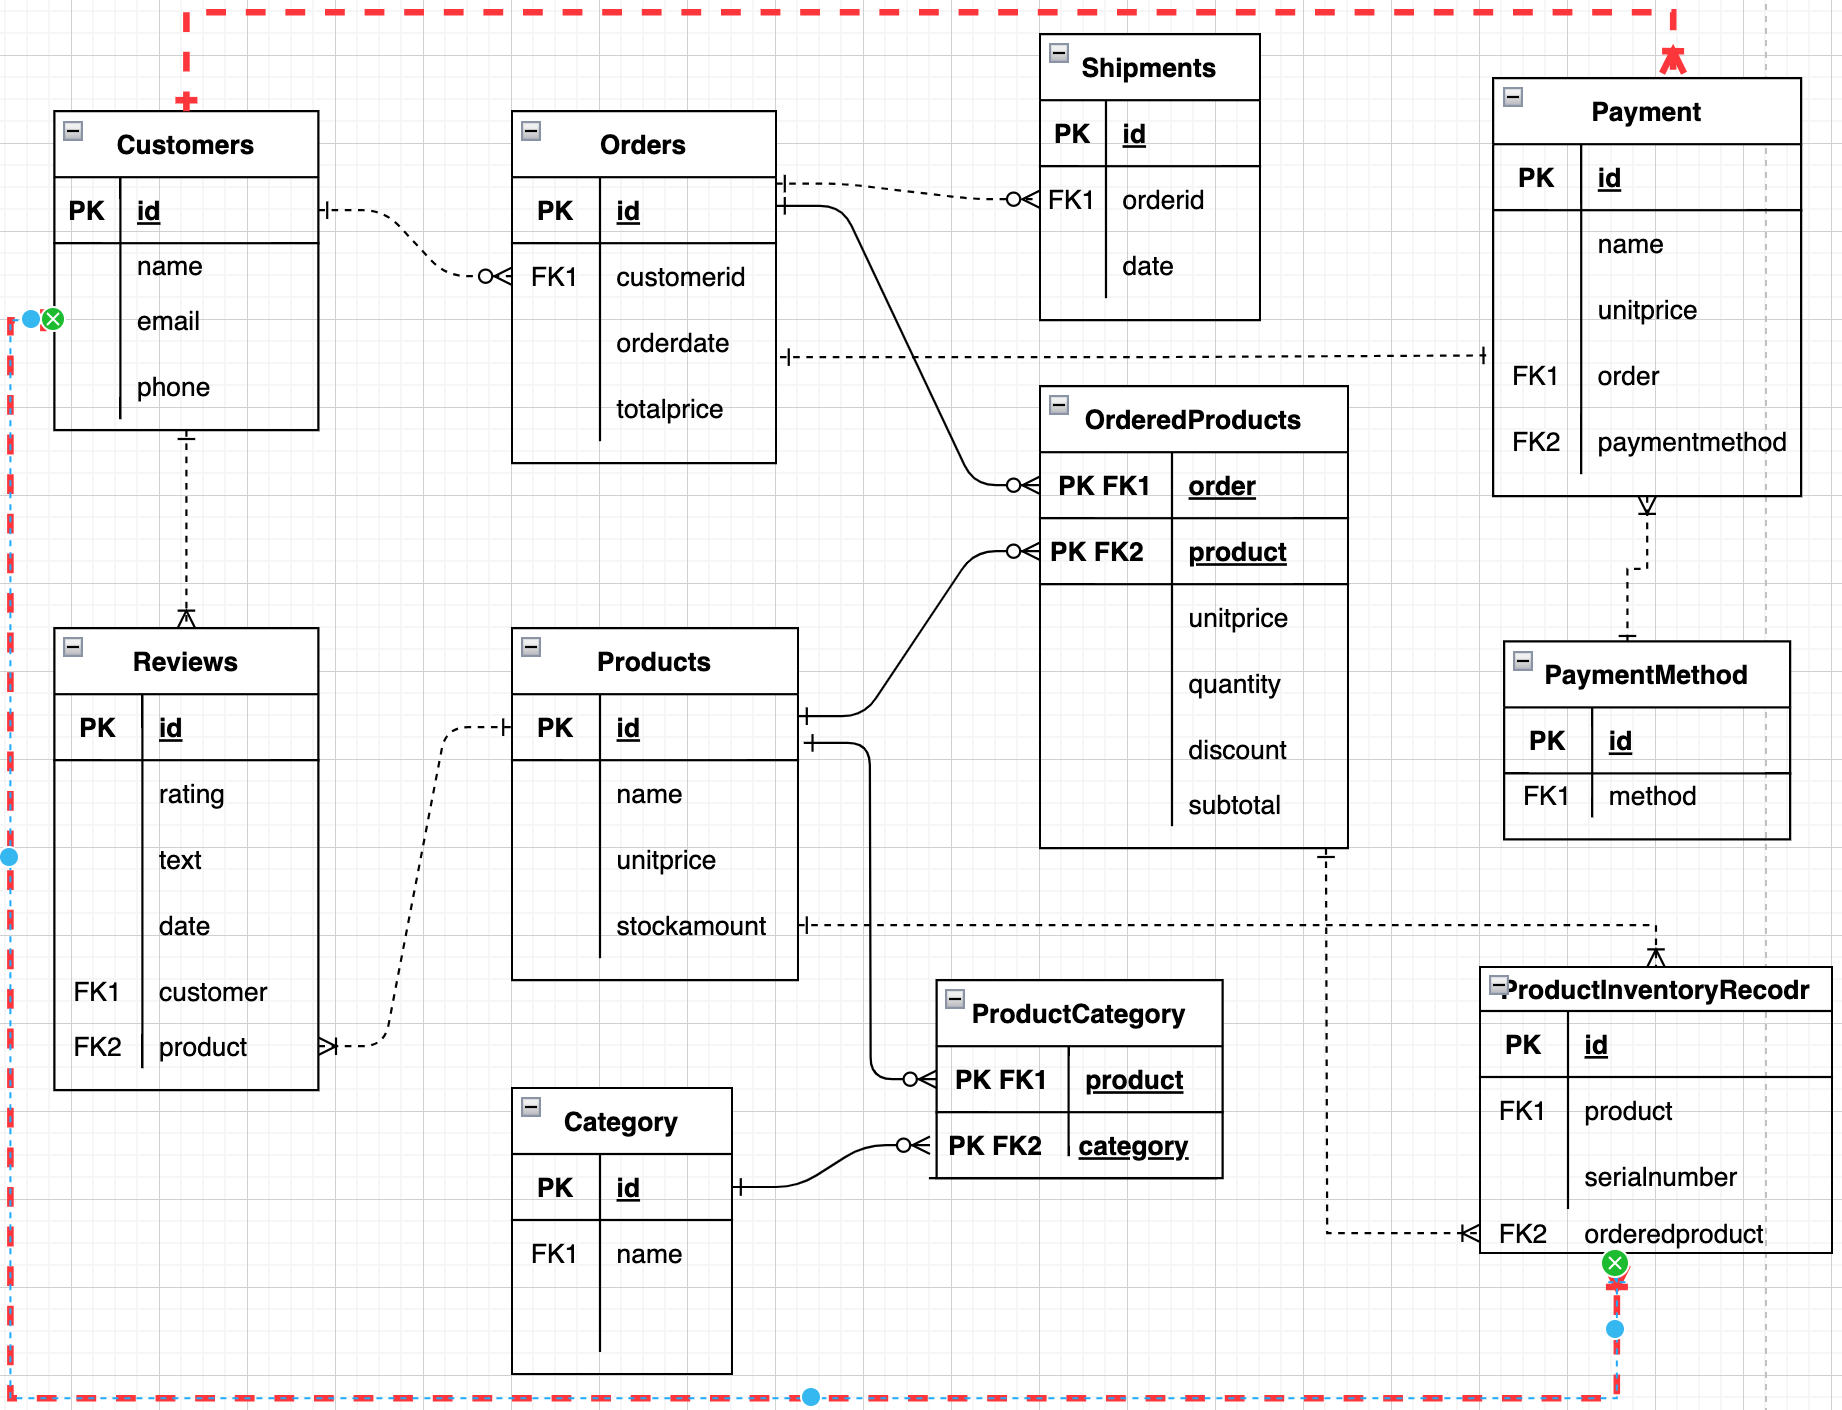 Customers
PK id
name
email
phone
Orders
PK id
FK1 customerid
orderdate
totalprice
Shipments
PK id
FK1 orderid
date
Payment
PK id
name
unitprice
FK1 order
FK2 paymentmethod
OrderedProducts
PK FK1 order
PK FK2 product
unitprice
quantity
discount
subtotal
Reviews
PK id
rating
text
date
FK1 customer
FK2 product
Products
PK id
name
unitprice
stockamount
PaymentMethod
PK id
FK1 method
ProductCategory
PK FK1 product
PK FK2 category
ProductInventoryRecodr
PK id
FK1 product
serialnumber
FK2 orderedproduct
Category
PK id
FK1 name